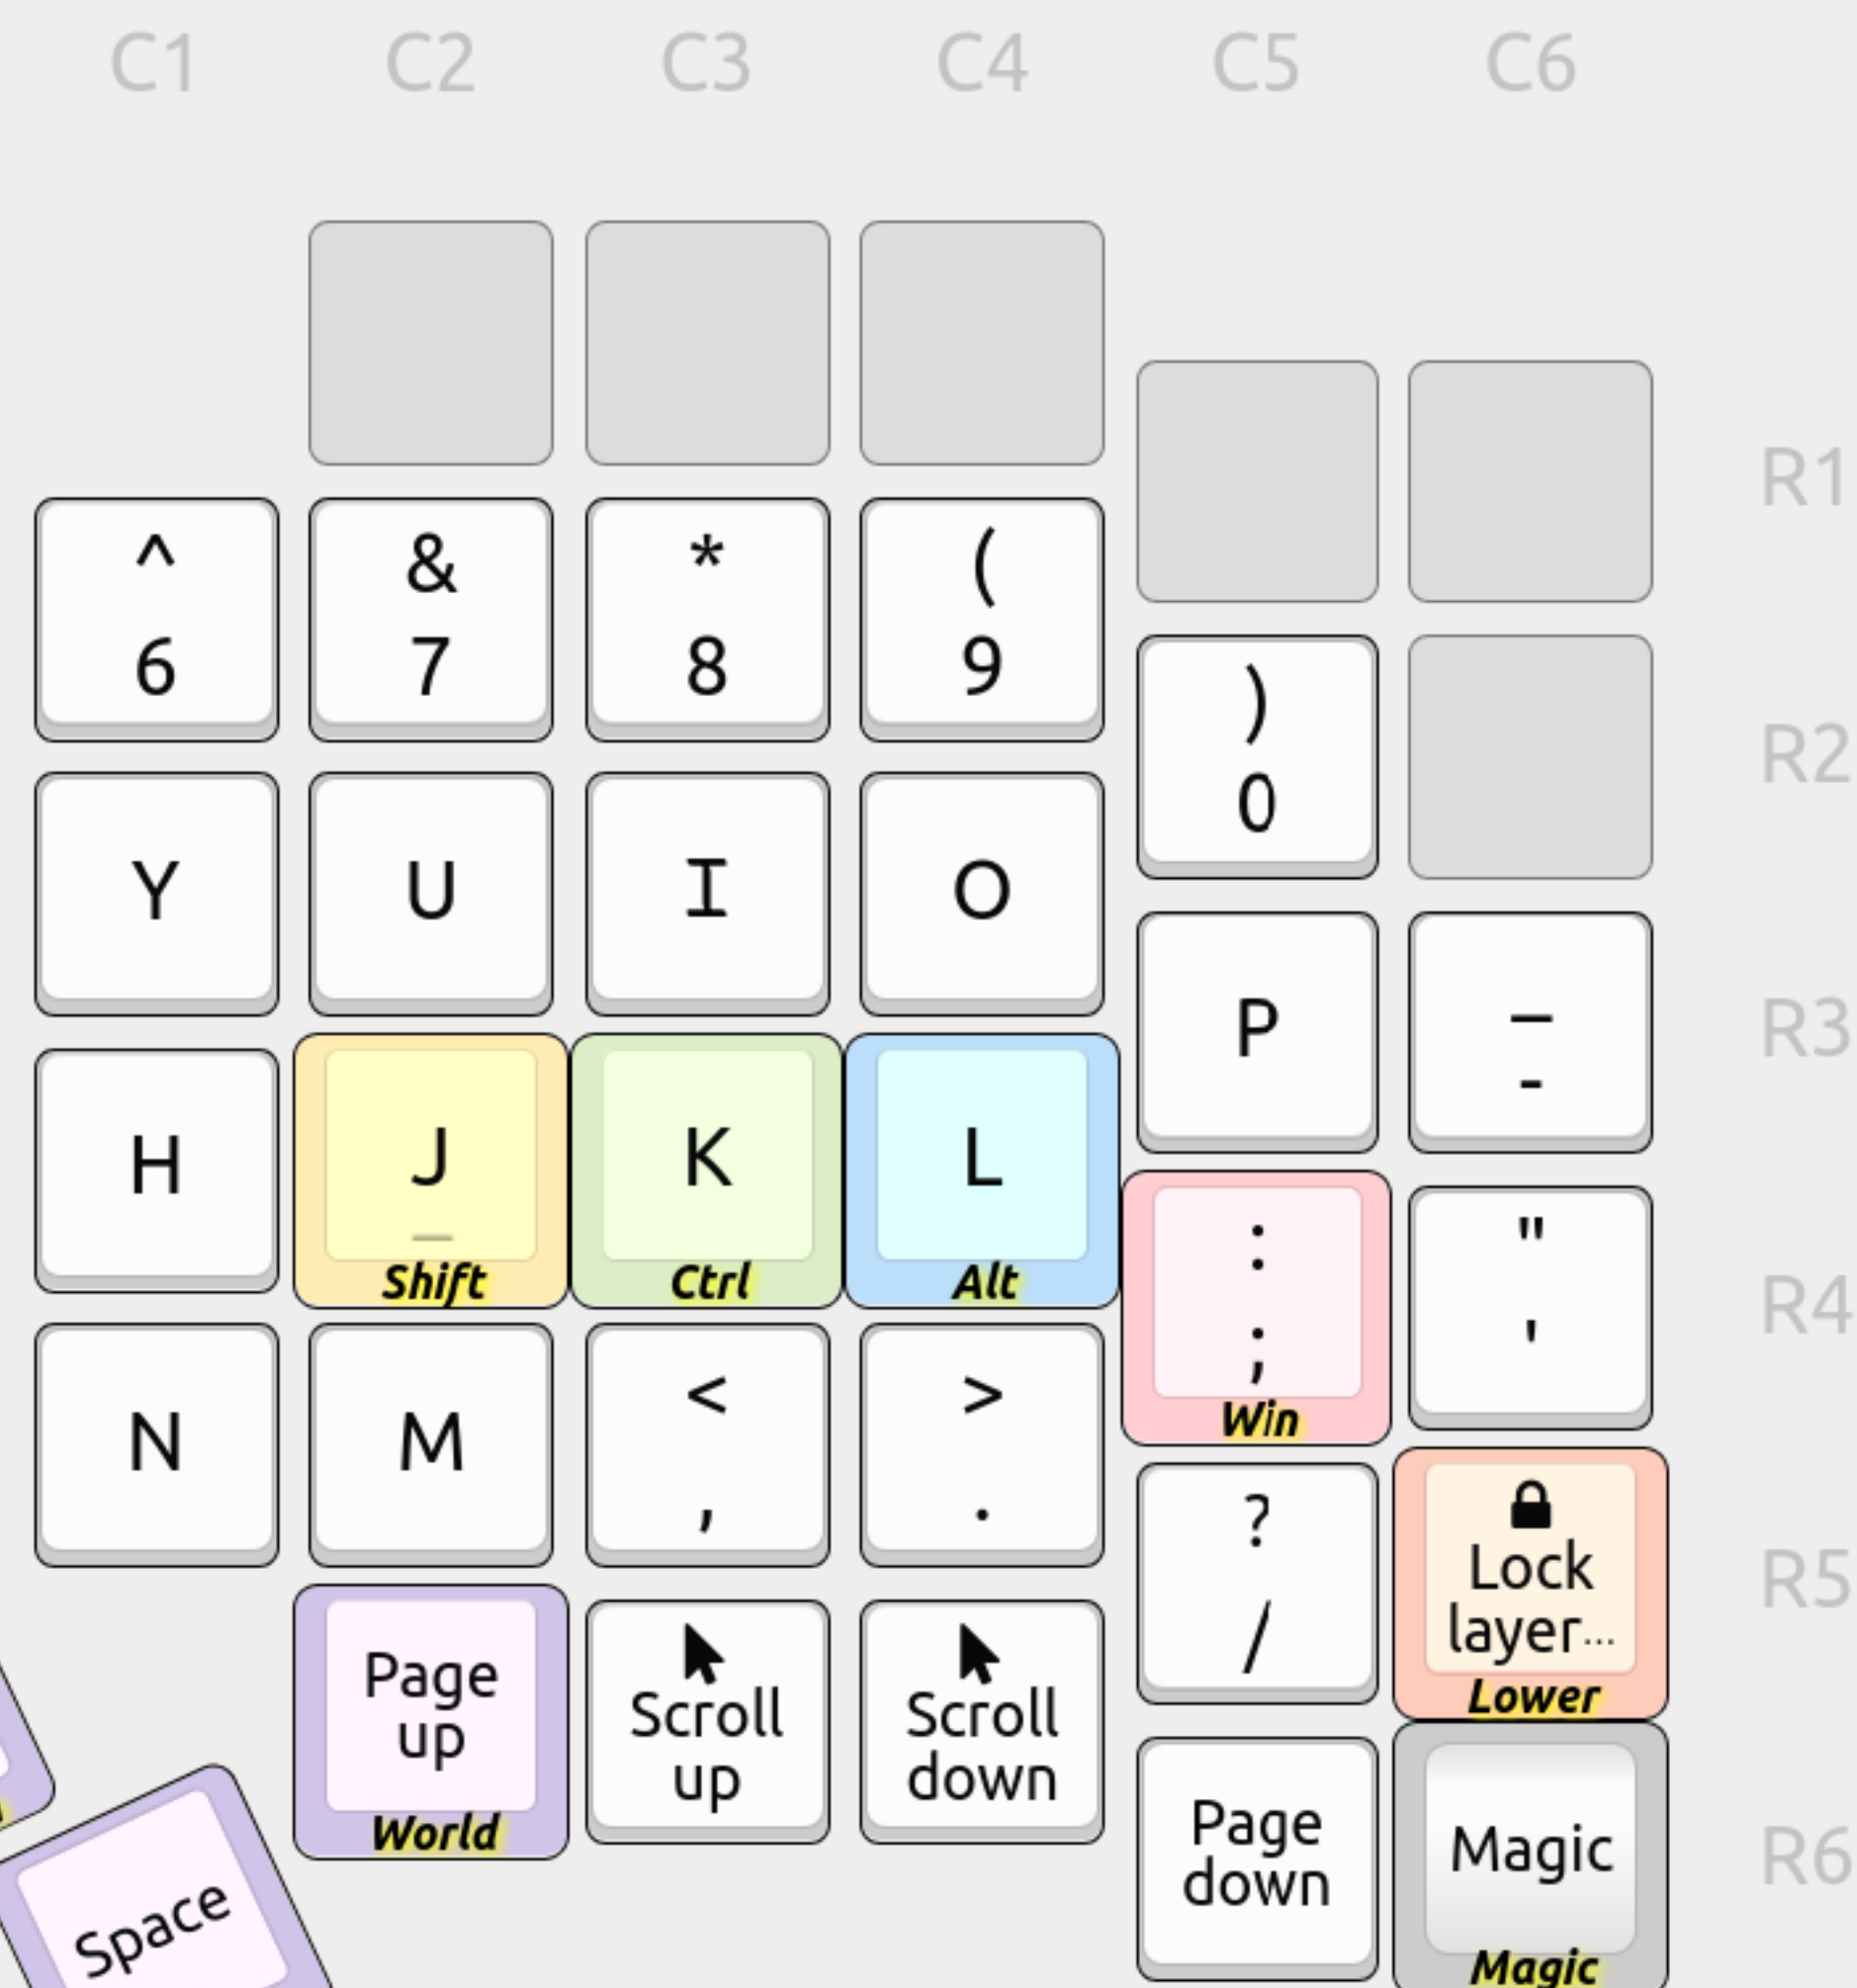 C1 C2 C3 C4 C5 C6
R1
^ & * (
6 7 8 9
)
0
R2
Y U I O
P
_
-
R3
H J K L
_
Shift Ctrl Alt
:
;
Win
"
'
R4
N M
<
,
>
.
?
/
Lock
layer...
Lower
R5
Page
up
World
Scroll
up
Scroll
down
Page
down
Magic
Magic
R6
Space